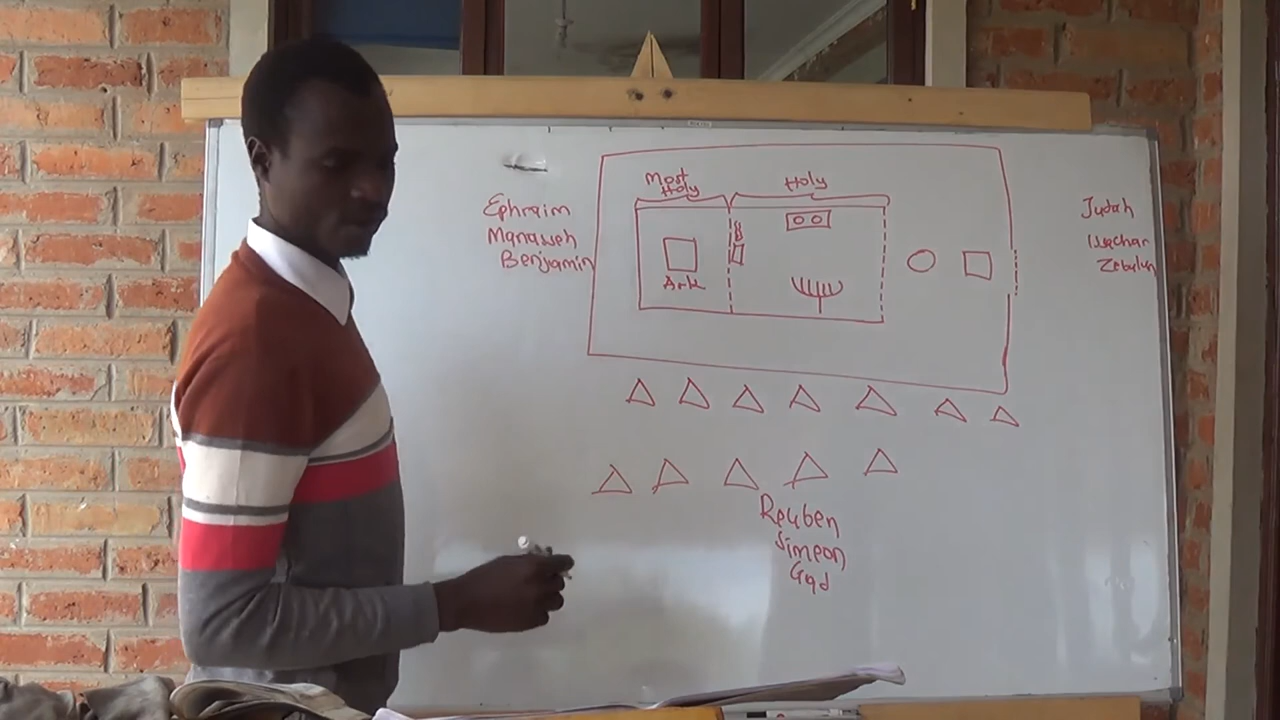 Most
Holy
Holy
Ephraim
Manasseh
Benjamin
Ark
Judah
Issachar
Zebulun
Reuben
Simeon
Gad